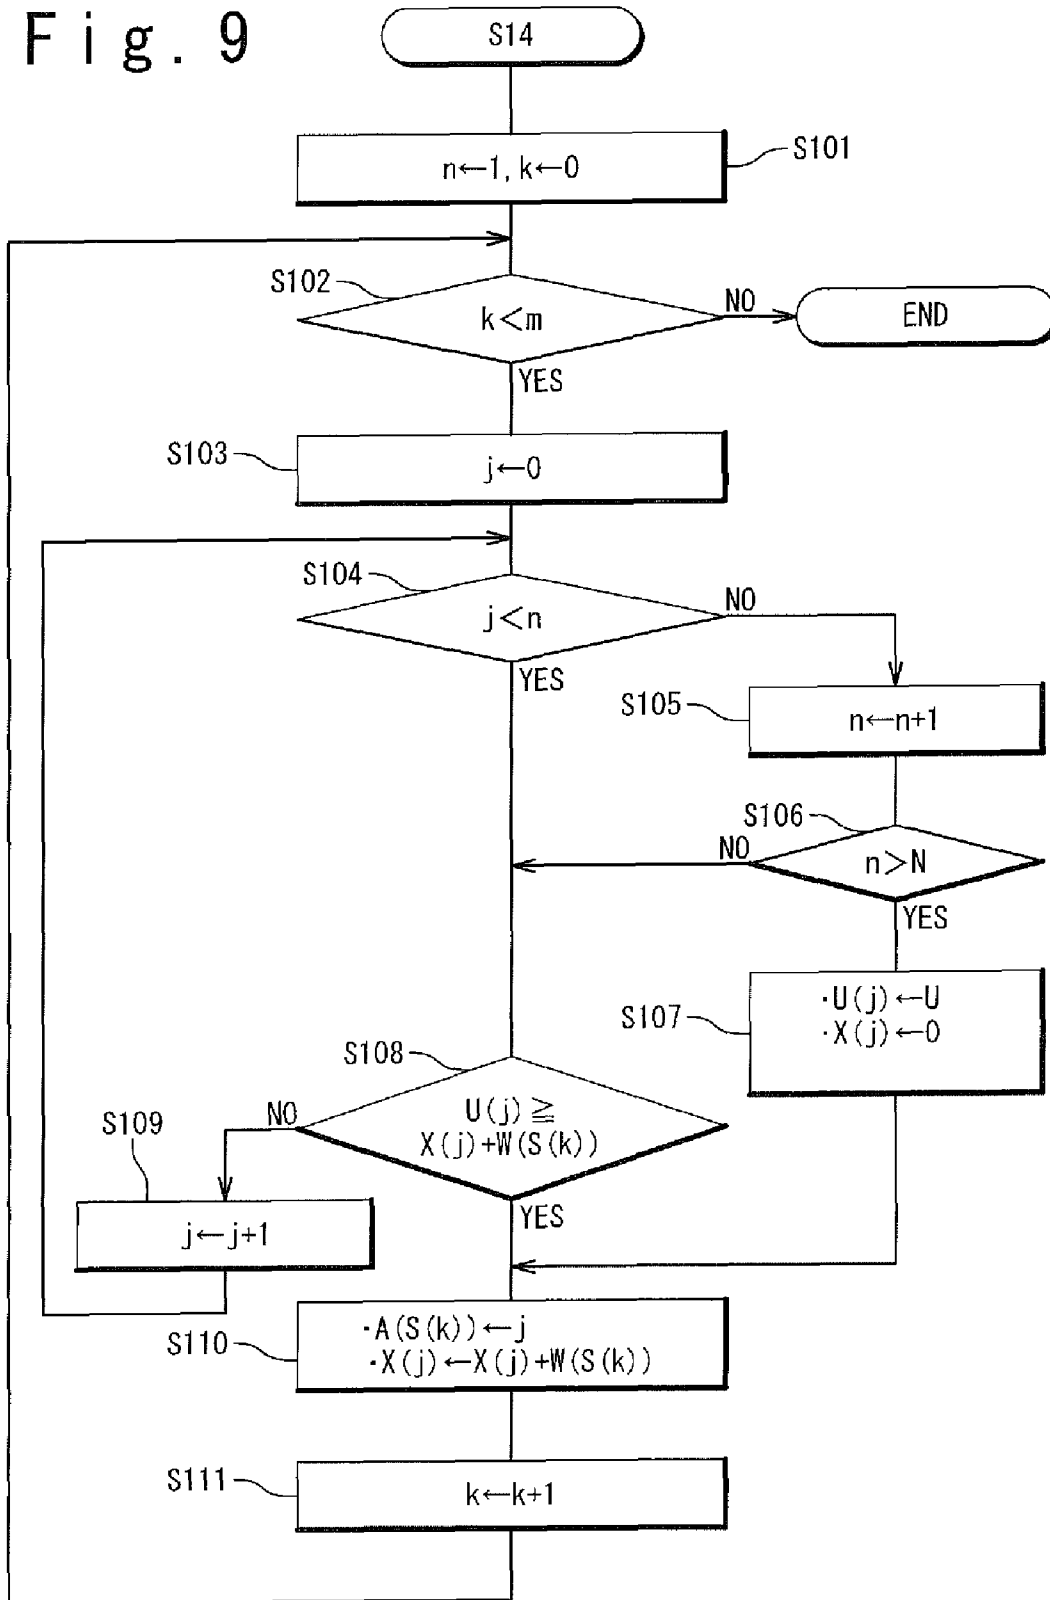 Fig. 9
S14
n←1, k←0
S101
S102
k<m
NO
END
YES
S103
j←0
S104
j<n
NO
YES
S105
n←n+1
S106
n>N
NO
YES
S107
・U(j)←U
・X(j)←0
S108
U(j)≧
X(j)+W(S(k))
NO
YES
S109
j←j+1
S110
・A(S(k))←j
・X(j)←X(j)+W(S(k))
S111
k←k+1